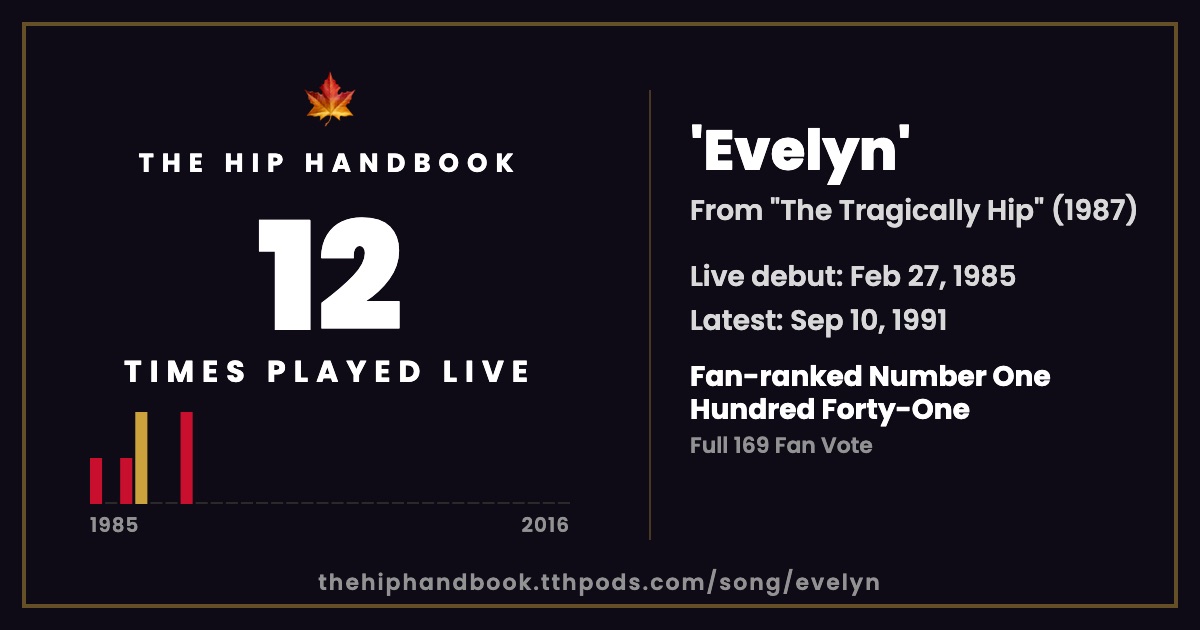 THE HIP HANDBOOK
12
TIMES PLAYED LIVE
1985
2016
'Evelyn'
From "The Tragically Hip" (1987)
Live debut: Feb 27, 1985
Latest: Sep 10, 1991
Fan-ranked Number One
Hundred Forty-One
Full 169 Fan Vote
thehiphandbook.tthpods.com/song/evelyn